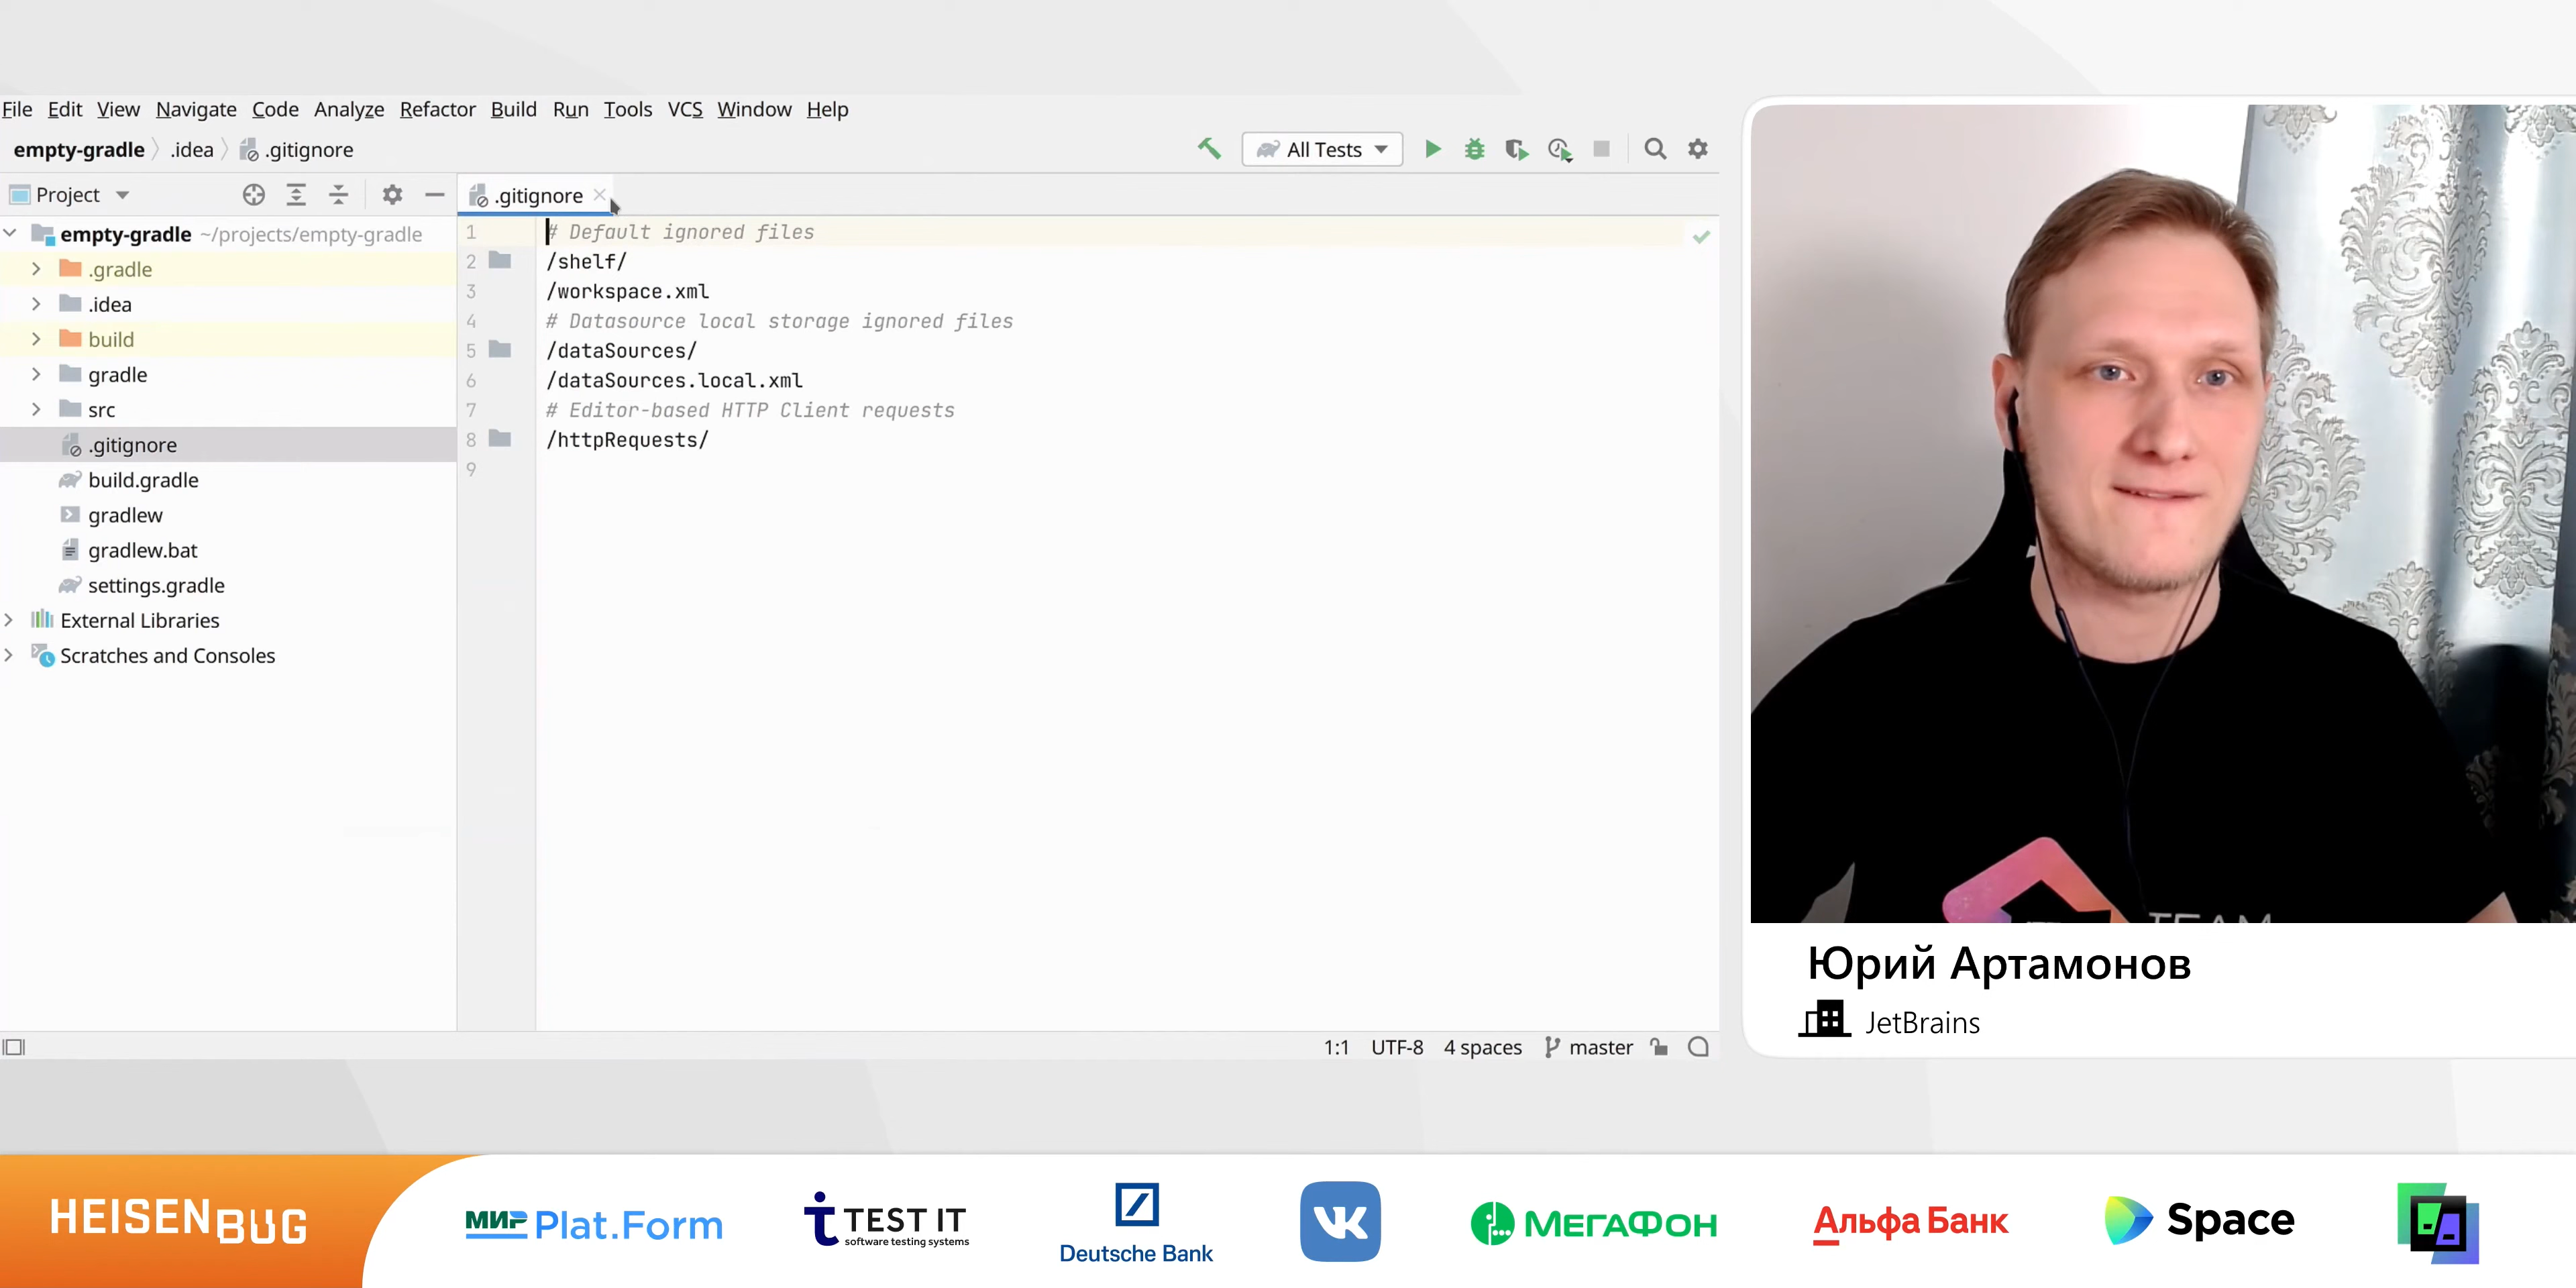 File Edit View Navigate Code Analyze Refactor Build Run Tools VCS Window Help
empty-gradle .idea .gitignore
All Tests
Project
.gitignore
empty-gradle ~/projects/empty-gradle
.gradle
.idea
build
gradle
src
.gitignore
build.gradle
gradlew
gradlew.bat
settings.gradle
External Libraries
Scratches and Consoles
1 # Default ignored files
2 /shelf/
3 /workspace.xml
4 # Datasource local storage ignored files
5 /dataSources/
6 /dataSources.local.xml
7 # Editor-based HTTP Client requests
8 /httpRequests/
9
1:1 UTF-8 4 spaces master
TEAM
Юрий Артамонов
JetBrains
HEISENBUG
МИР Plat.Form
TEST IT
software testing systems
Deutsche Bank
VK
МЕГАФОН
Альфа Банк
Space